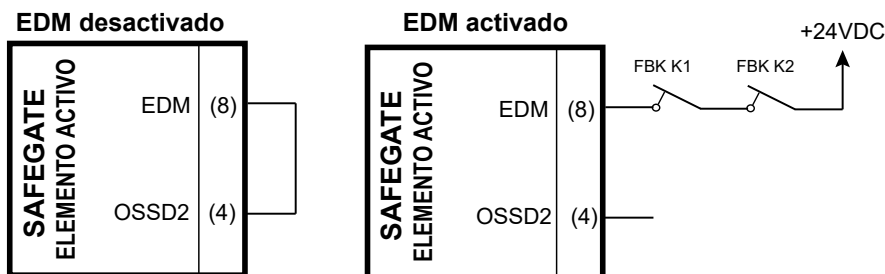 EDM desactivado
SAFEGATE
ELEMENTO ACTIVO
EDM (8)
OSSD2 (4)
EDM activado
SAFEGATE
ELEMENTO ACTIVO
EDM (8)
OSSD2 (4)
FBK K1
FBK K2
+24VDC